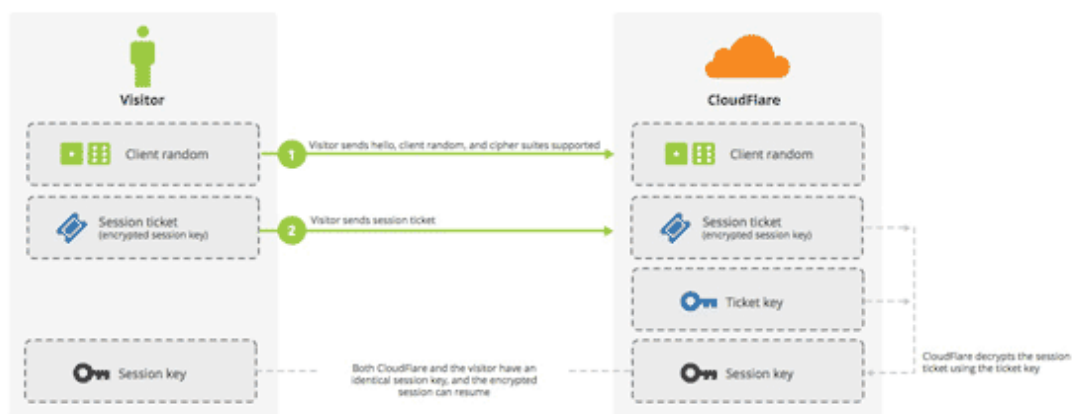 Visitor
CloudFlare
Client random
1
Visitor sends hello, client random, and cipher suites supported
Client random
Session ticket
(encrypted session key)
2
Visitor sends session ticket
Session ticket
(encrypted session key)
Ticket key
Session key
Both CloudFlare and the visitor have an
identical session key, and the encrypted
session can resume
Session key
CloudFlare decrypts the session
ticket using the ticket key